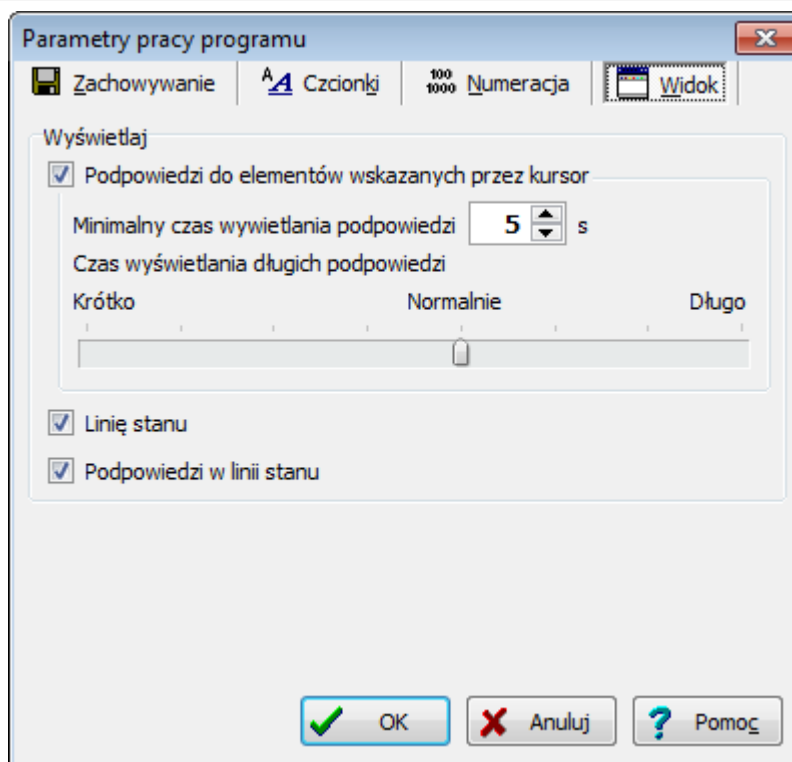 Parametry pracy programu
Zachowywanie AA Czcionki 100 1000 Numeracja Widok
Wyświetlaj
Podpowiedzi do elementów wskazanych przez kursor
Minimalny czas wywietlania podpowiedzi 5 s
Czas wyświetlania długich podpowiedzi
Krótko Normalnie Długo
Linię stanu
Podpowiedzi w linii stanu
OK Anuluj ? Pomoc